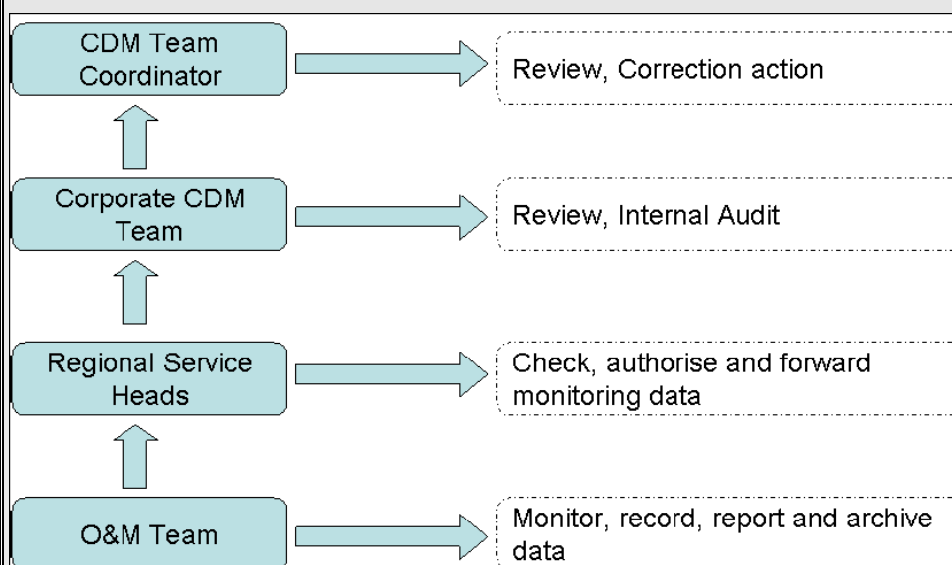 CDM Team
Coordinator
Review, Correction action
Corporate CDM
Team
Review, Internal Audit
Regional Service
Heads
Check, authorise and forward
monitoring data
O&M Team
Monitor, record, report and archive
data